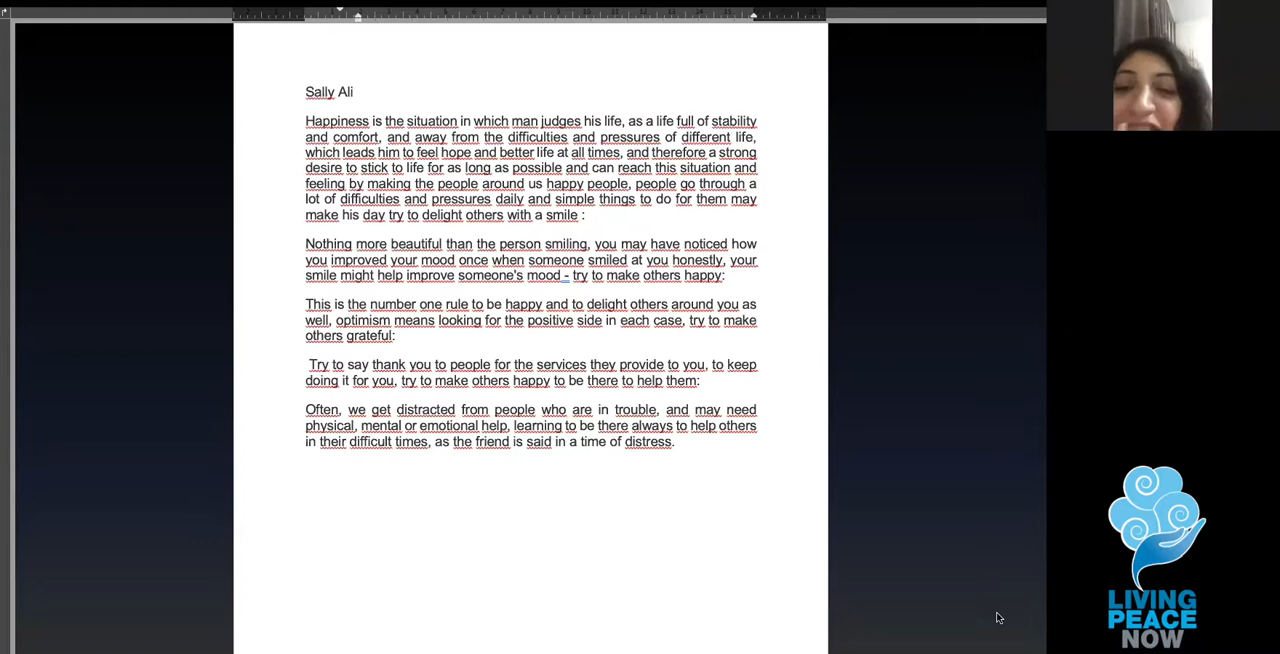 Sally Ali
Happiness is the situation in which man judges his life, as a life full of stability
and comfort, and away from the difficulties and pressures of different life,
which leads him to feel hope and better life at all times, and therefore a strong
desire to stick to life for as long as possible and can reach this situation and
feeling by making the people around us happy people, people go through a
lot of difficulties and pressures daily and simple things to do for them may
make his day try to delight others with a smile :
Nothing more beautiful than the person smiling, you may have noticed how
you improved your mood once when someone smiled at you honestly, your
smile might help improve someone's mood - try to make others happy:
This is the number one rule to be happy and to delight others around you as
well, optimism means looking for the positive side in each case, try to make
others grateful:
Try to say thank you to people for the services they provide to you, to keep
doing it for you, try to make others happy to be there to help them:
Often, we get distracted from people who are in trouble, and may need
physical, mental or emotional help, learning to be there always to help others
in their difficult times, as the friend is said in a time of distress.
LIVING
PEACE
NOW